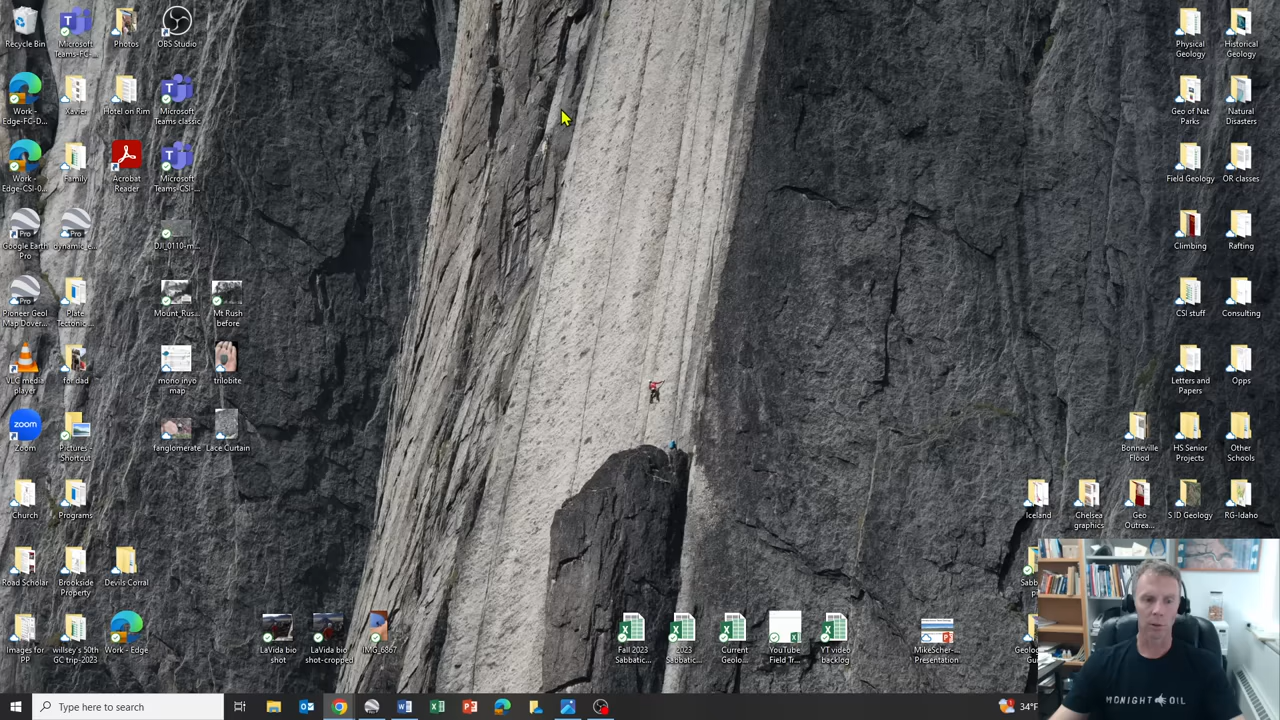 Recycle Bin
Microsoft
Teams-FC-...
Photos
OBS Studio
Work -
Edge-FC-D...
Xavier
Hotel on Rim
Microsoft
Teams classic
Work -
Edge-CSI-0...
Family
Acrobat
Reader
Microsoft
Teams-CSI-...
Google Earth
Pro
dynamic_e...
DJI_0110-m...
Pioneer Geol
Map Dover...
Plate
Tectonic ...
Mount_Rus...
Mt Rush
before
VLC media
player
for dad
mono inyo
map
trilobite
zoom
Zoom
Pictures -
Shortcut
fanglomerate
Lace Curtain
Church
Programs
Road Scholar
Brookside
Property
Devils Corral
Images for
PP
willsey's 50th
GC trip-2023
Work - Edge
LaVida bio
shot
LaVida bio
shot-cropped
IMG_6867
Fall 2023
Sabbatic...
2023
Sabbatic...
Current
Geolo...
YouTube
Field Tr...
YT video
backlog
MikeScher...
Presentation
Physical
Geology
Historical
Geology
Geo of Nat
Parks
Natural
Disasters
Field Geology
OR classes
Climbing
Rafting
CSI stuff
Consulting
Letters and
Papers
Opps
Bonneville
Flood
HS Senior
Projects
Other
Schools
Iceland
Chelsea
graphics
Geo
Outrea...
S ID Geology
RG-Idaho
Type here to search
34°F